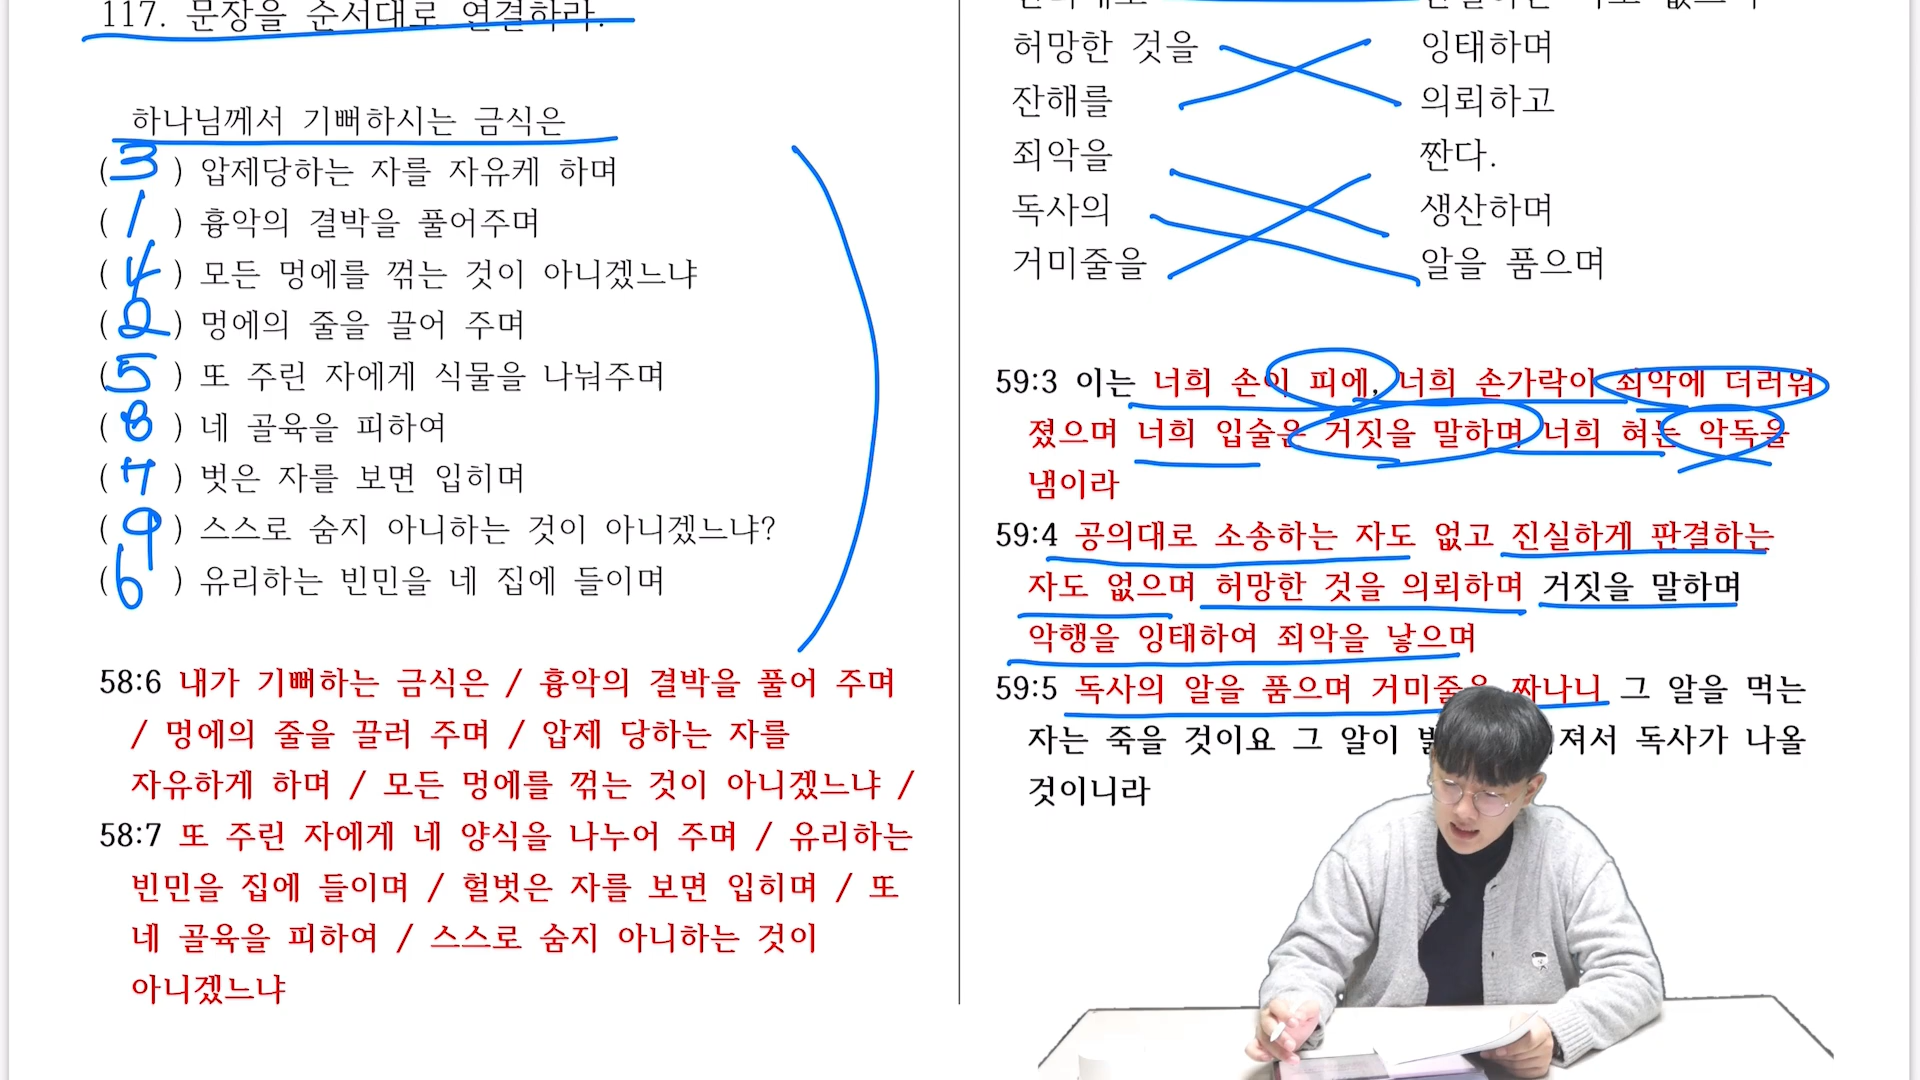 117. 문장을 순서대로 연결하라.
하나님께서 기뻐하시는 금식은
( 3 ) 압제당하는 자를 자유케 하며
( 1 ) 흉악의 결박을 풀어주며
( 4 ) 모든 멍에를 꺾는 것이 아니겠느냐
( 2 ) 멍에의 줄을 끌어 주며
( 5 ) 또 주린 자에게 식물을 나눠주며
( 8 ) 네 골육을 피하여
( 7 ) 벗은 자를 보면 입히며
( 9 ) 스스로 숨지 아니하는 것이 아니겠느냐?
( 6 ) 유리하는 빈민을 네 집에 들이며
58:6 내가 기뻐하는 금식은 / 흉악의 결박을 풀어 주며
/ 멍에의 줄을 끌러 주며 / 압제 당하는 자를
자유하게 하며 / 모든 멍에를 꺾는 것이 아니겠느냐 /
58:7 또 주린 자에게 네 양식을 나누어 주며 / 유리하는
빈민을 집에 들이며 / 헐벗은 자를 보면 입히며 / 또
네 골육을 피하여 / 스스로 숨지 아니하는 것이
아니겠느냐
허망한 것을 잉태하며
잔해를 의뢰하고
죄악을 짠다.
독사의 생산하며
거미줄을 알을 품으며
59:3 이는 너희 손이 피에, 너희 손가락이 죄악에 더러워
졌으며 너희 입술은 거짓을 말하며 너희 혀는 악독을
냄이라
59:4 공의대로 소송하는 자도 없고 진실하게 판결하는
자도 없으며 허망한 것을 의뢰하며 거짓을 말하며
악행을 잉태하여 죄악을 낳으며
59:5 독사의 알을 품으며 거미줄을 짜나니 그 알을 먹는
자는 죽을 것이요 그 알이 져서 독사가 나올
것이니라